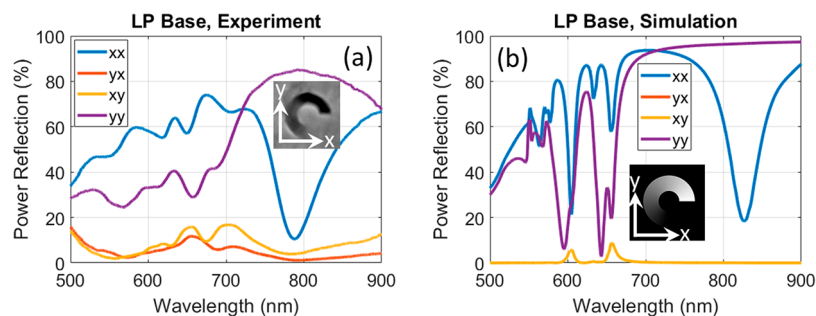 LP Base, Experiment
100
80
60
40
20
0
500
600
700
800
900
Power Reflection (%)
Wavelength (nm)
xx
yx
xy
yy
(a)
y
x
LP Base, Simulation
100
80
60
40
20
0
500
600
700
800
900
Power Reflection (%)
Wavelength (nm)
(b)
xx
yx
xy
yy
y
x